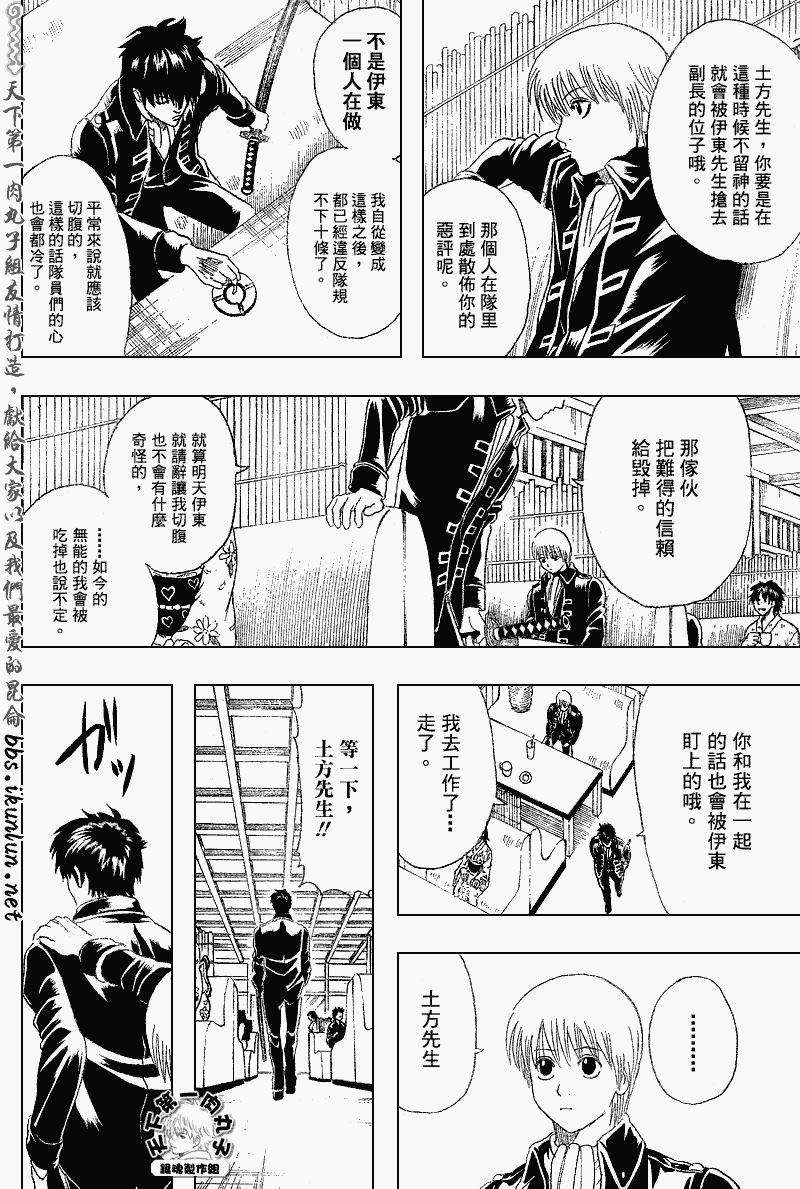 土方先生，你要是在
這種時候不留神的話
就會被伊東先生搶去
副長的位子哦。
那個人在隊里
到處散佈你的
惡評呢。
不是伊東
一個人在做
我自從變成
這樣之後，
都已經違反隊規
不下十條了。
平常來說就應該
切腹的，
這樣的話隊員們的心
也會都冷了。
那傢伙
把難得的信賴
給毀掉。
就算明天伊東
就請辭讓我切腹
也不會有什麼
奇怪的，
……如今的
無能的我會被
吃掉也說不定。
你和我在一起
的話也會被伊東
盯上的哦。
我去工作了…
走了。
…………
土方先生
等一下，
土方先生!!
ガッ
天下第一肉丸子組友情打造，獻給大家以及我們最愛的昆侖 bbs.ikunlun.net
天下第一肉丸子
銀魂製作組